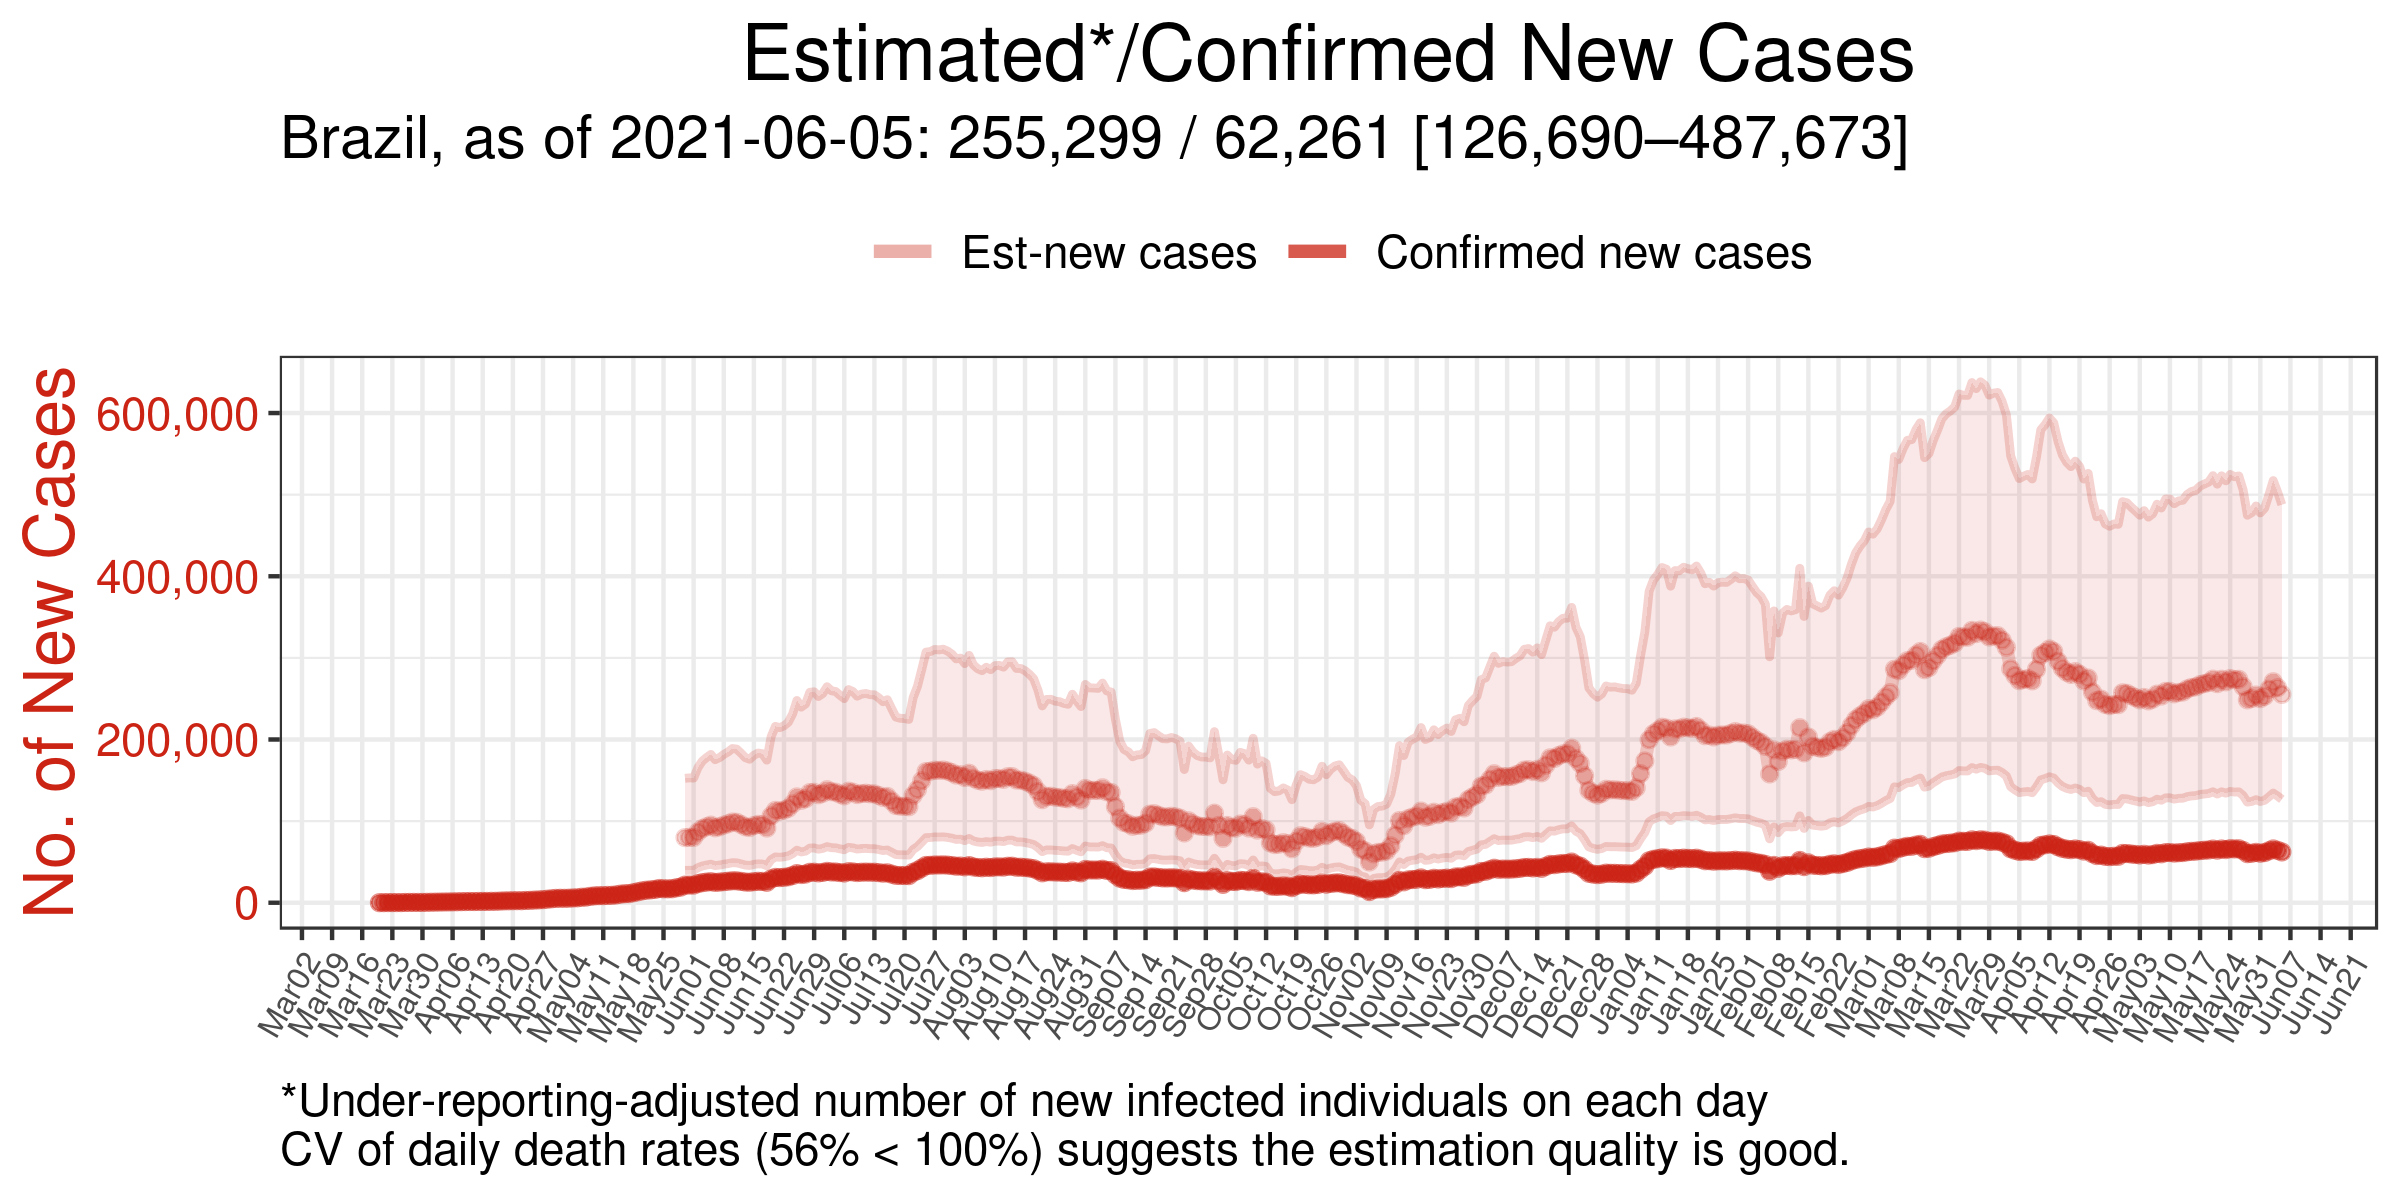 Estimated*/Confirmed New Cases
Brazil, as of 2021-06-05: 255,299 / 62,261 [126,690–487,673]
Est-new cases
Confirmed new cases
No. of New Cases
600,000
400,000
200,000
0
Mar02
Mar09
Mar16
Mar23
Mar30
Apr06
Apr13
Apr20
Apr27
May04
May11
May18
May25
Jun01
Jun08
Jun15
Jun22
Jun29
Jul06
Jul13
Jul20
Jul27
Aug03
Aug10
Aug17
Aug24
Aug31
Sep07
Sep14
Sep21
Sep28
Oct05
Oct12
Oct19
Oct26
Nov02
Nov09
Nov16
Nov23
Nov30
Dec07
Dec14
Dec21
Dec28
Jan04
Jan11
Jan18
Jan25
Feb01
Feb08
Feb15
Feb22
Mar01
Mar08
Mar15
Mar22
Mar29
Apr05
Apr12
Apr19
Apr26
May03
May10
May17
May24
May31
Jun07
Jun14
Jun21
*Under-reporting-adjusted number of new infected individuals on each day
CV of daily death rates (56% < 100%) suggests the estimation quality is good.